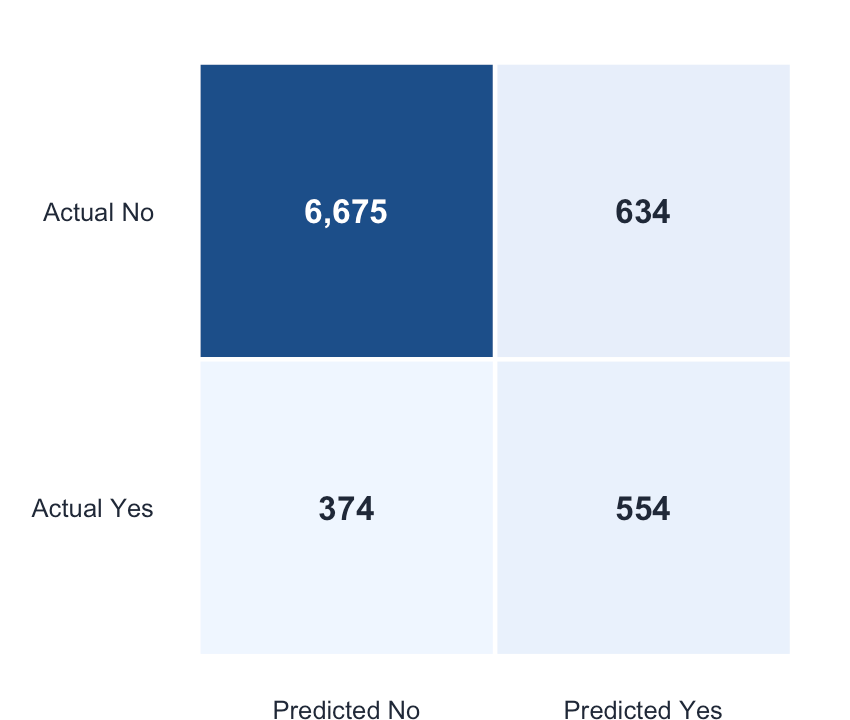 Actual No 6,675 634
Actual Yes 374 554
Predicted No Predicted Yes